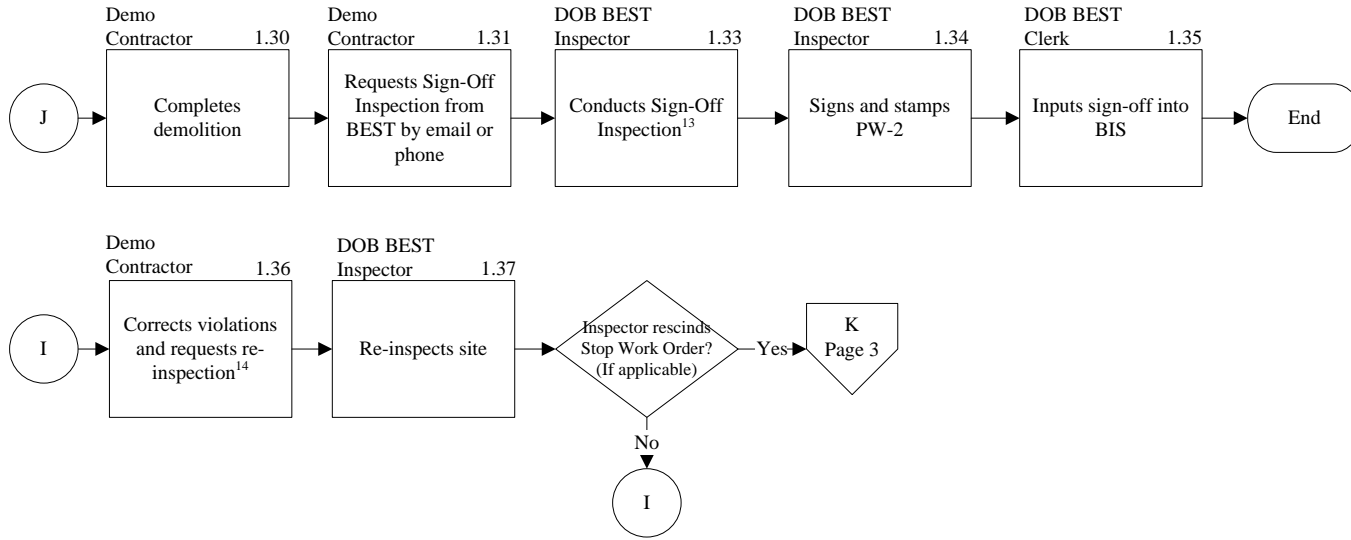 Demo
Contractor 1.30
Demo
Contractor 1.31
DOB BEST
Inspector 1.33
DOB BEST
Inspector 1.34
DOB BEST
Clerk 1.35
J
Completes
demolition
Requests Sign-Off
Inspection from
BEST by email or
phone
Conducts Sign-Off
Inspection13
Signs and stamps
PW-2
Inputs sign-off into
BIS
End
Demo
Contractor 1.36
DOB BEST
Inspector 1.37
I
Corrects violations
and requests re-
inspection14
Re-inspects site
Inspector rescinds
Stop Work Order?
(If applicable)
Yes
K
Page 3
No
I